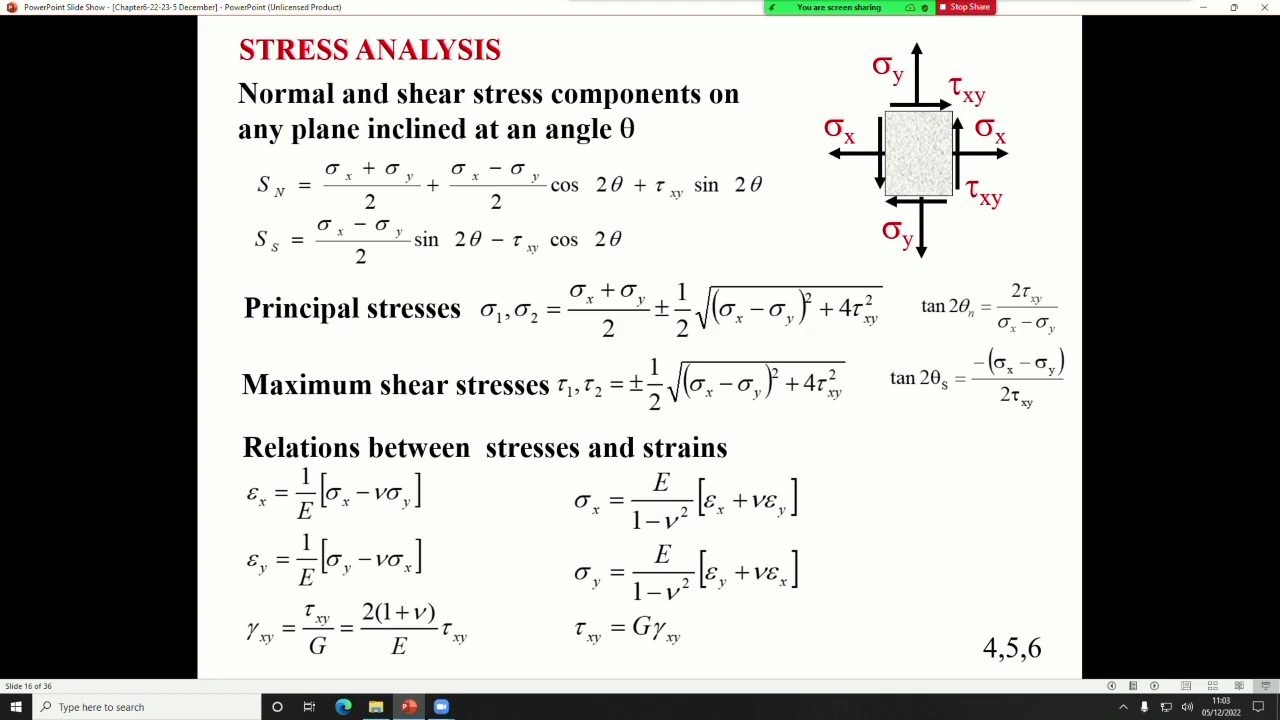 PowerPoint Slide Show - [Chapter6-22-23-5 December] - PowerPoint (Unlicensed Product)
You are screen sharing
Stop Share
STRESS ANALYSIS
Normal and shear stress components on
any plane inclined at an angle θ
S_N = (σ_x + σ_y)/2 + (σ_x − σ_y)/2 cos 2θ + τ_xy sin 2θ
S_S = (σ_x − σ_y)/2 sin 2θ − τ_xy cos 2θ
σ_y
τ_xy
σ_x
σ_x
τ_xy
σ_y
Principal stresses σ_1, σ_2 = (σ_x + σ_y)/2 ± 1/2 √((σ_x − σ_y)² + 4τ²_xy)
tan 2θ_n = 2τ_xy/(σ_x − σ_y)
Maximum shear stresses τ_1, τ_2 = ± 1/2 √((σ_x − σ_y)² + 4τ²_xy)
tan 2θ_s = −(σ_x − σ_y)/2τ_xy
Relations between stresses and strains
ε_x = 1/E [σ_x − νσ_y]
σ_x = E/(1 − ν²) [ε_x + νε_y]
ε_y = 1/E [σ_y − νσ_x]
σ_y = E/(1 − ν²) [ε_y + νε_x]
γ_xy = τ_xy/G = 2(1 + ν)/E τ_xy
τ_xy = Gγ_xy
4,5,6
Slide 16 of 36
Type here to search
11:03
05/12/2022